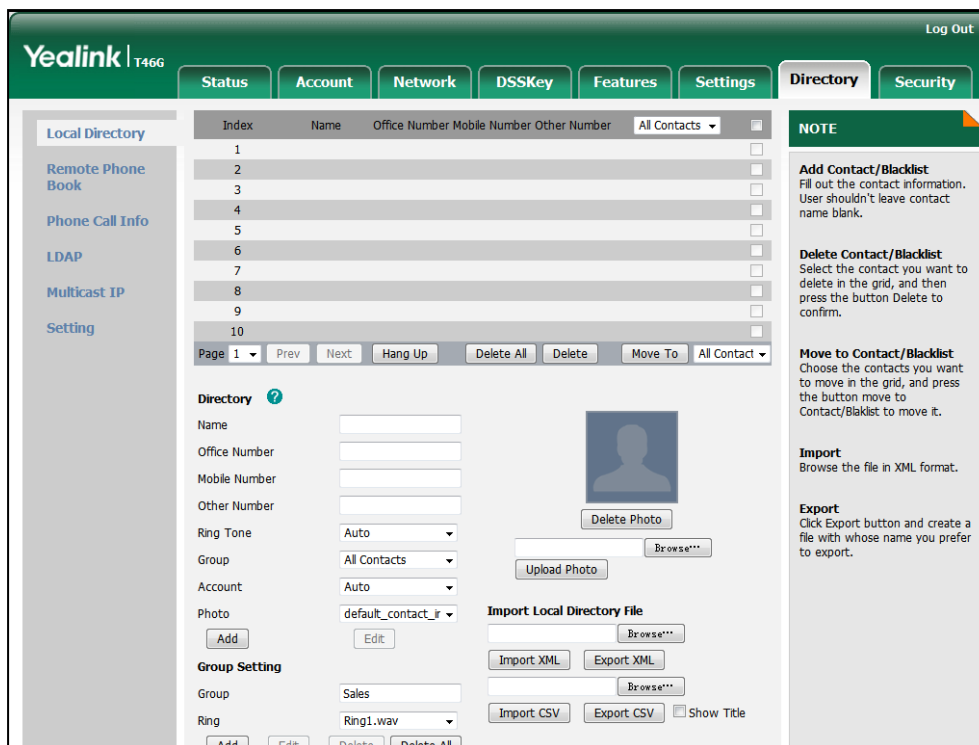 Log Out
Yealink T46G
Status Account Network DSSKey Features Settings Directory Security
Local Directory
Remote Phone
Book
Phone Call Info
LDAP
Multicast IP
Setting
Index Name Office Number Mobile Number Other Number All Contacts
1
2
3
4
5
6
7
8
9
10
Page 1 Prev Next Hang Up Delete All Delete Move To All Contact
Directory ?
Name
Office Number
Mobile Number
Other Number
Ring Tone Auto
Group All Contacts
Account Auto
Photo default_contact_ir
Add Edit
Group Setting
Group Sales
Ring Ring1.wav
Add Edit Delete Delete All
Delete Photo
Browse...
Upload Photo
Import Local Directory File
Browse...
Import XML Export XML
Browse...
Import CSV Export CSV Show Title
NOTE
Add Contact/Blacklist
Fill out the contact information.
User shouldn't leave contact
name blank.
Delete Contact/Blacklist
Select the contact you want to
delete in the grid, and then
press the button Delete to
confirm.
Move to Contact/Blacklist
Choose the contacts you want
to move in the grid, and press
the button move to
Contact/Blaklist to move it.
Import
Browse the file in XML format.
Export
Click Export button and create a
file with whose name you prefer
to export.